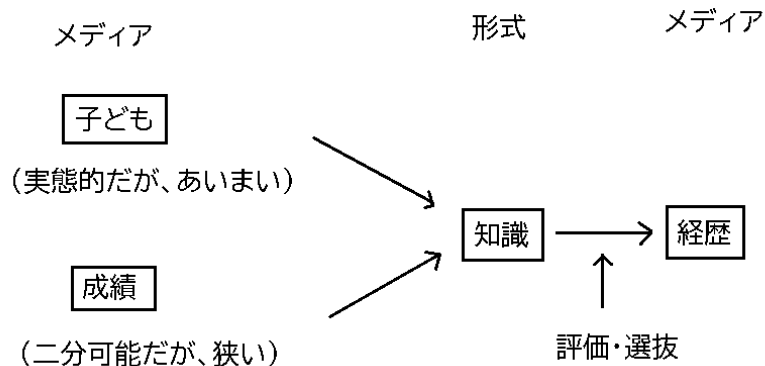 メディア
形式
メディア
子ども
(実態的だが、あいまい)
知識
経歴
成績
(二分可能だが、狭い)
評価・選抜